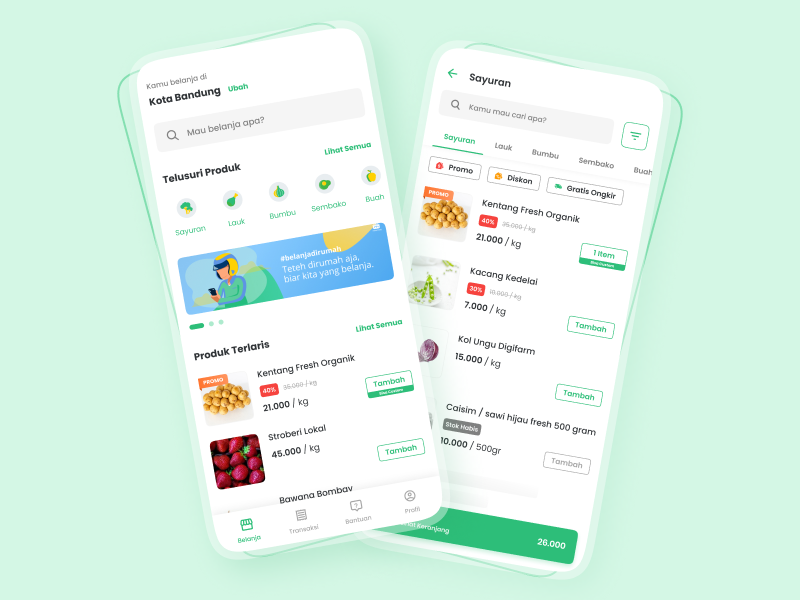 Kamu belanja di
Kota Bandung Ubah
Mau belanja apa?
Telusuri Produk
Lihat Semua
Sayuran
Lauk
Bumbu
Sembako
Buah
#belanjadirumah
Teteh dirumah aja,
biar kita yang belanja.
Produk Terlaris
Lihat Semua
PROMO
Kentang Fresh Organik
40% 35.000 / kg
21.000 / kg
Tambah
Stroberi Lokal
45.000 / kg
Tambah
Bawang Bombay
Belanja
Transaksi
Bantuan
Profil
Sayuran
Kamu mau cari apa?
Sayuran
Lauk
Bumbu
Sembako
Buah
Promo
Diskon
Gratis Ongkir
PROMO
Kentang Fresh Organik
40% 35.000 / kg
21.000 / kg
1 Item
Kacang Kedelai
30% 10.000 / kg
7.000 / kg
Tambah
Kol Ungu Digifarm
15.000 / kg
Tambah
Caisim / sawi hijau fresh 500 gram
Stok Habis
10.000 / 500gr
Tambah
Keranjang
26.000